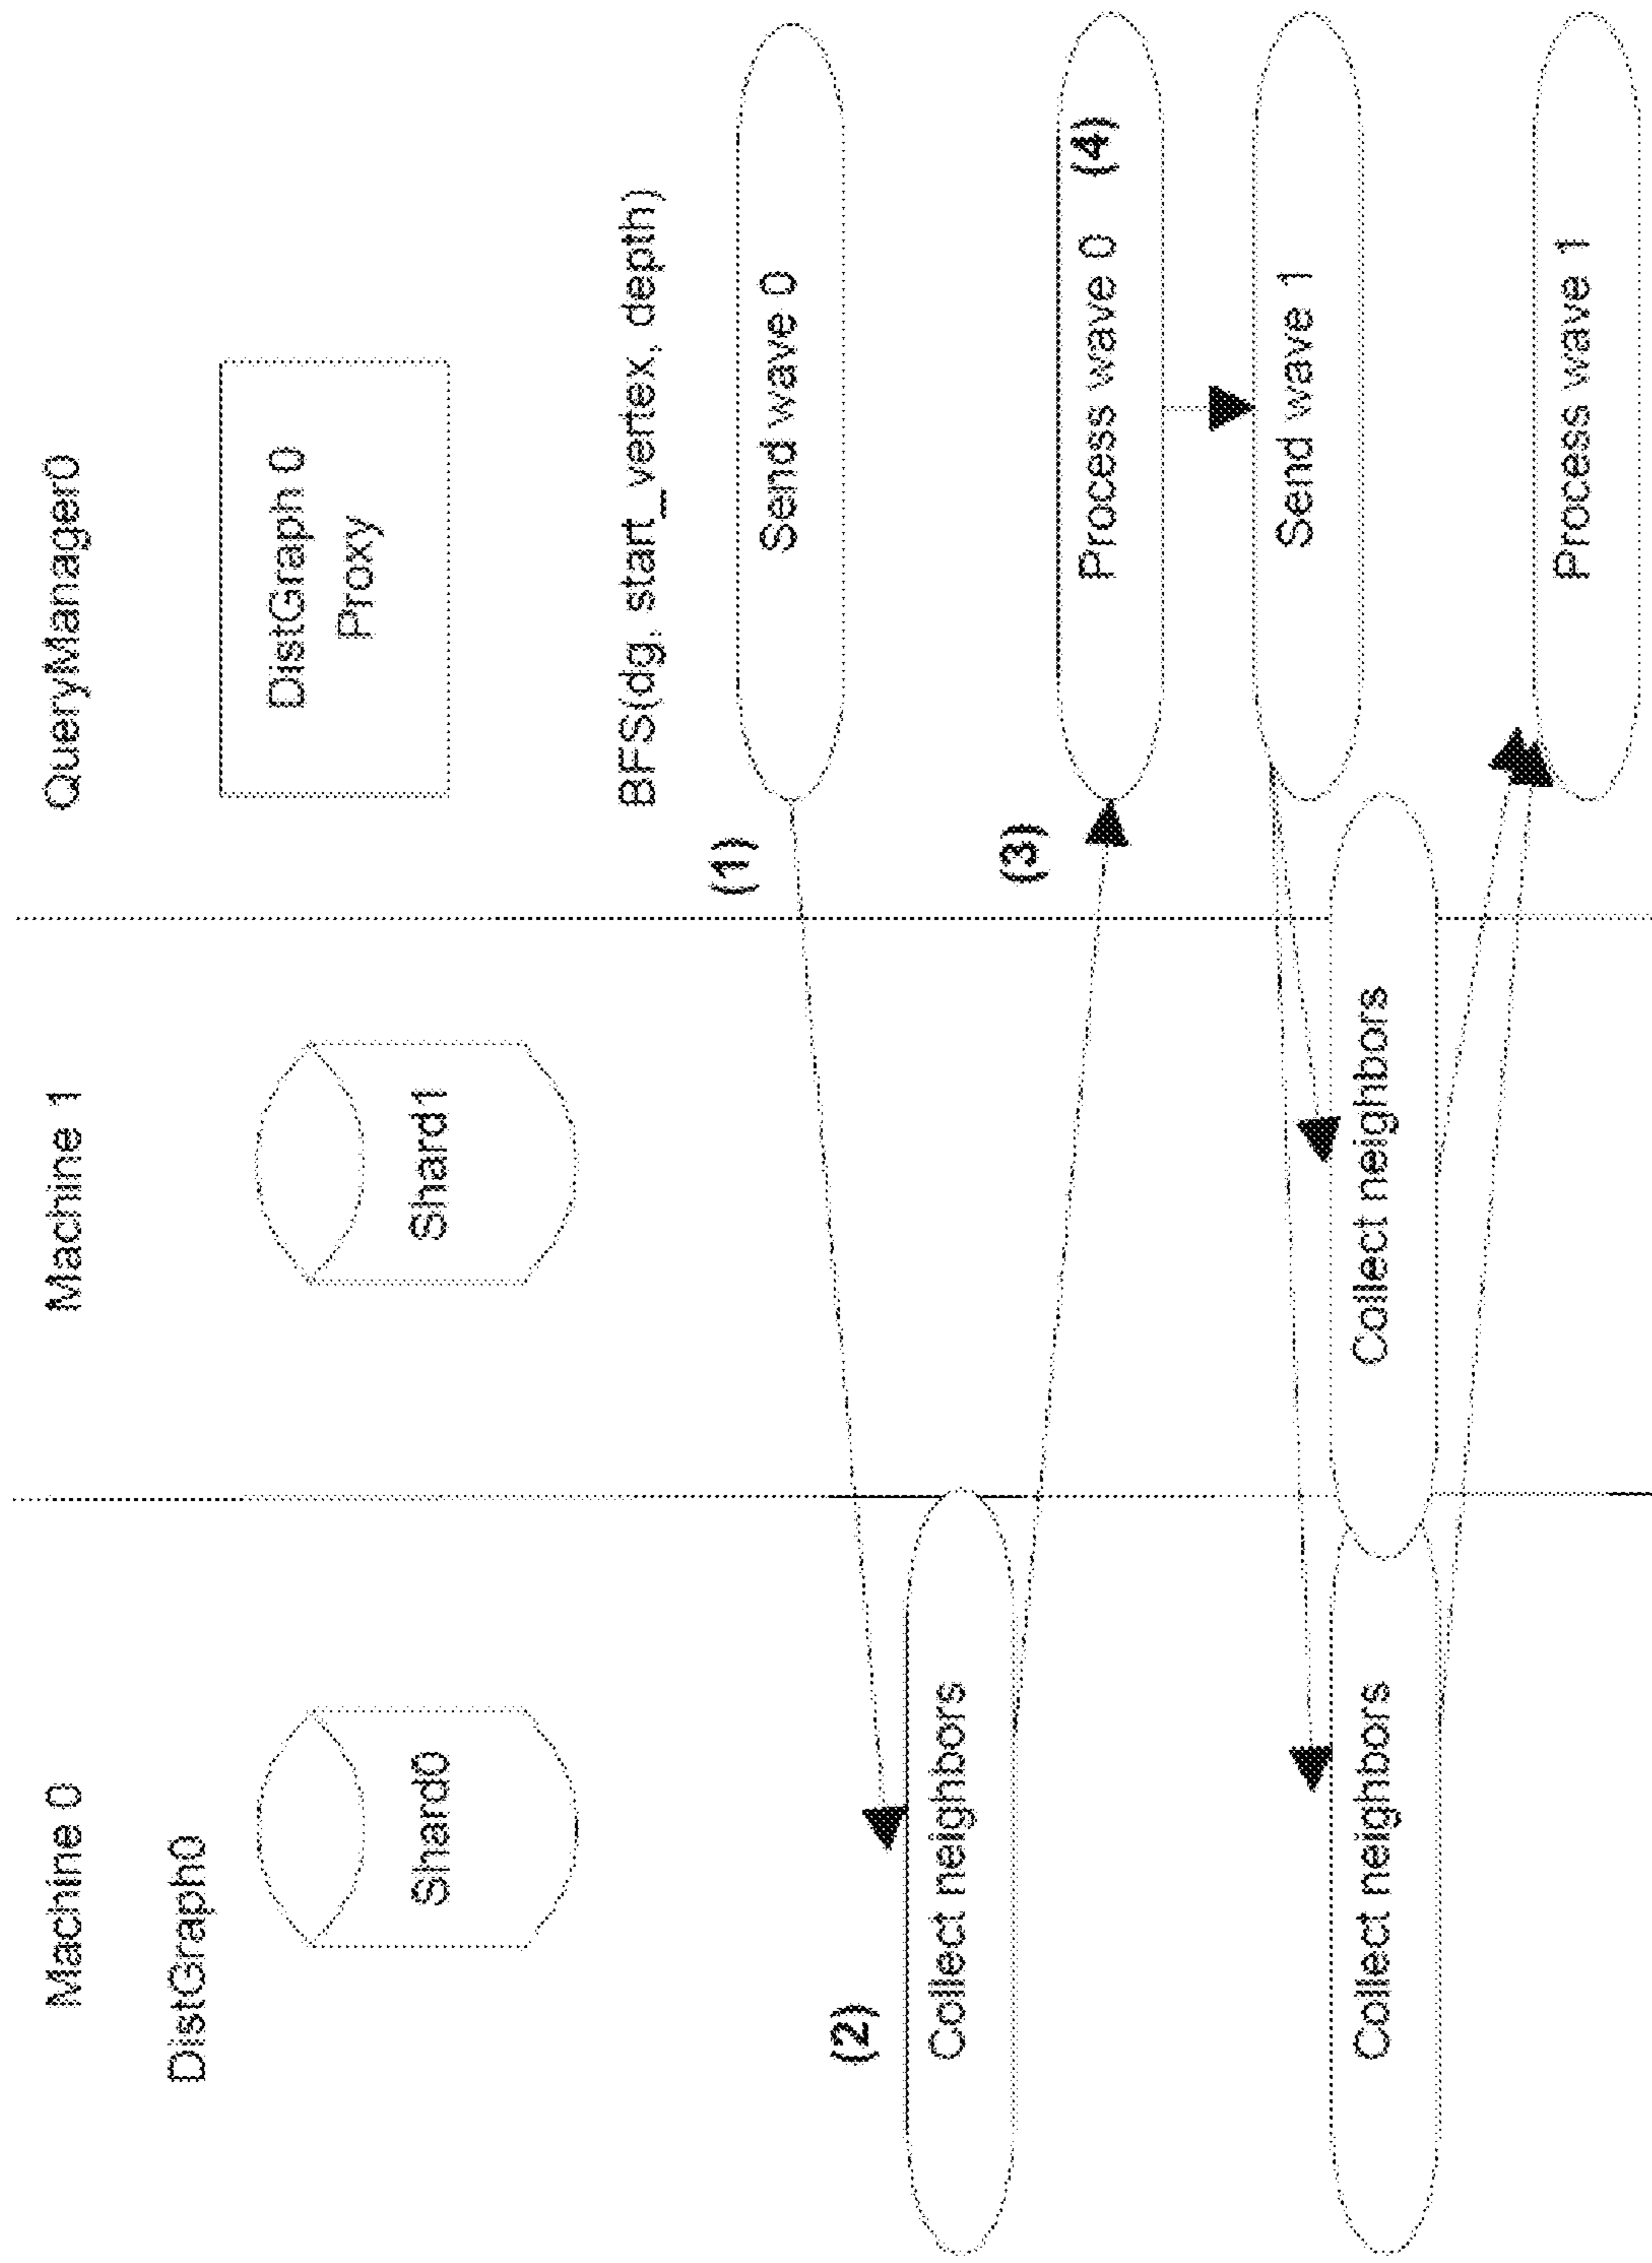 Machine 0
Machine 1
QueryManager0
DistGraph0
Shard0
Shard1
DistGraph 0
Proxy
BFS(dg, start_vertex, depth)
(1)
Send wave 0
(2)
Collect neighbors
(3)
Process wave 0 (4)
Send wave 1
Collect neighbors
Collect neighbors
Process wave 1